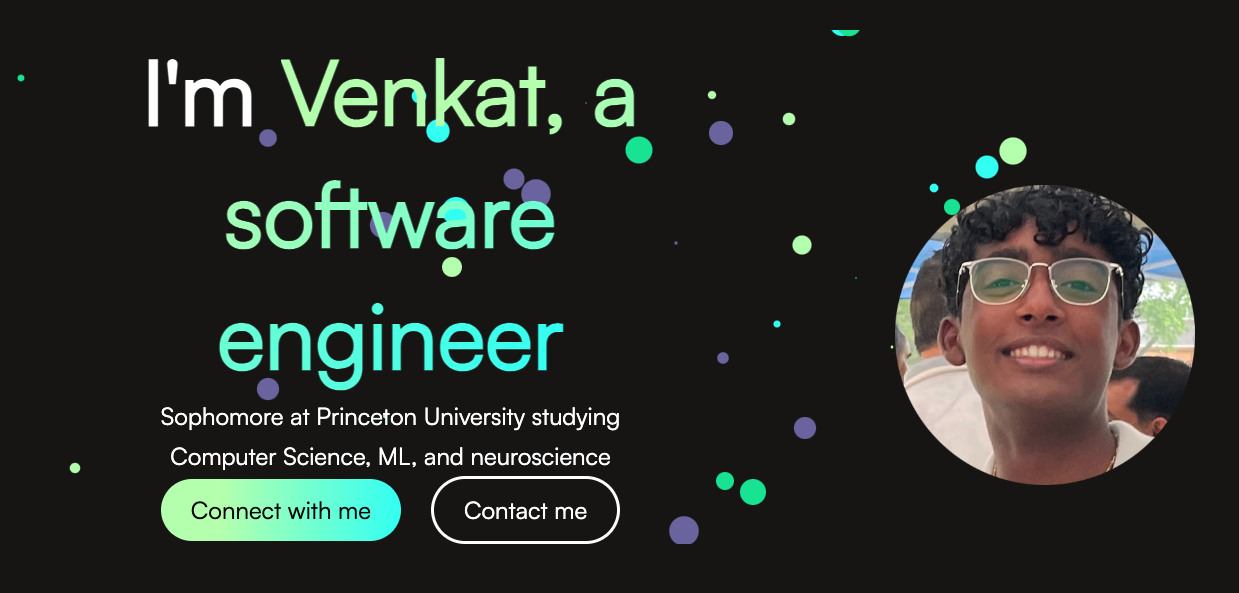 I'm Venkat, a
software
engineer
Sophomore at Princeton University studying
Computer Science, ML, and neuroscience
Connect with me
Contact me